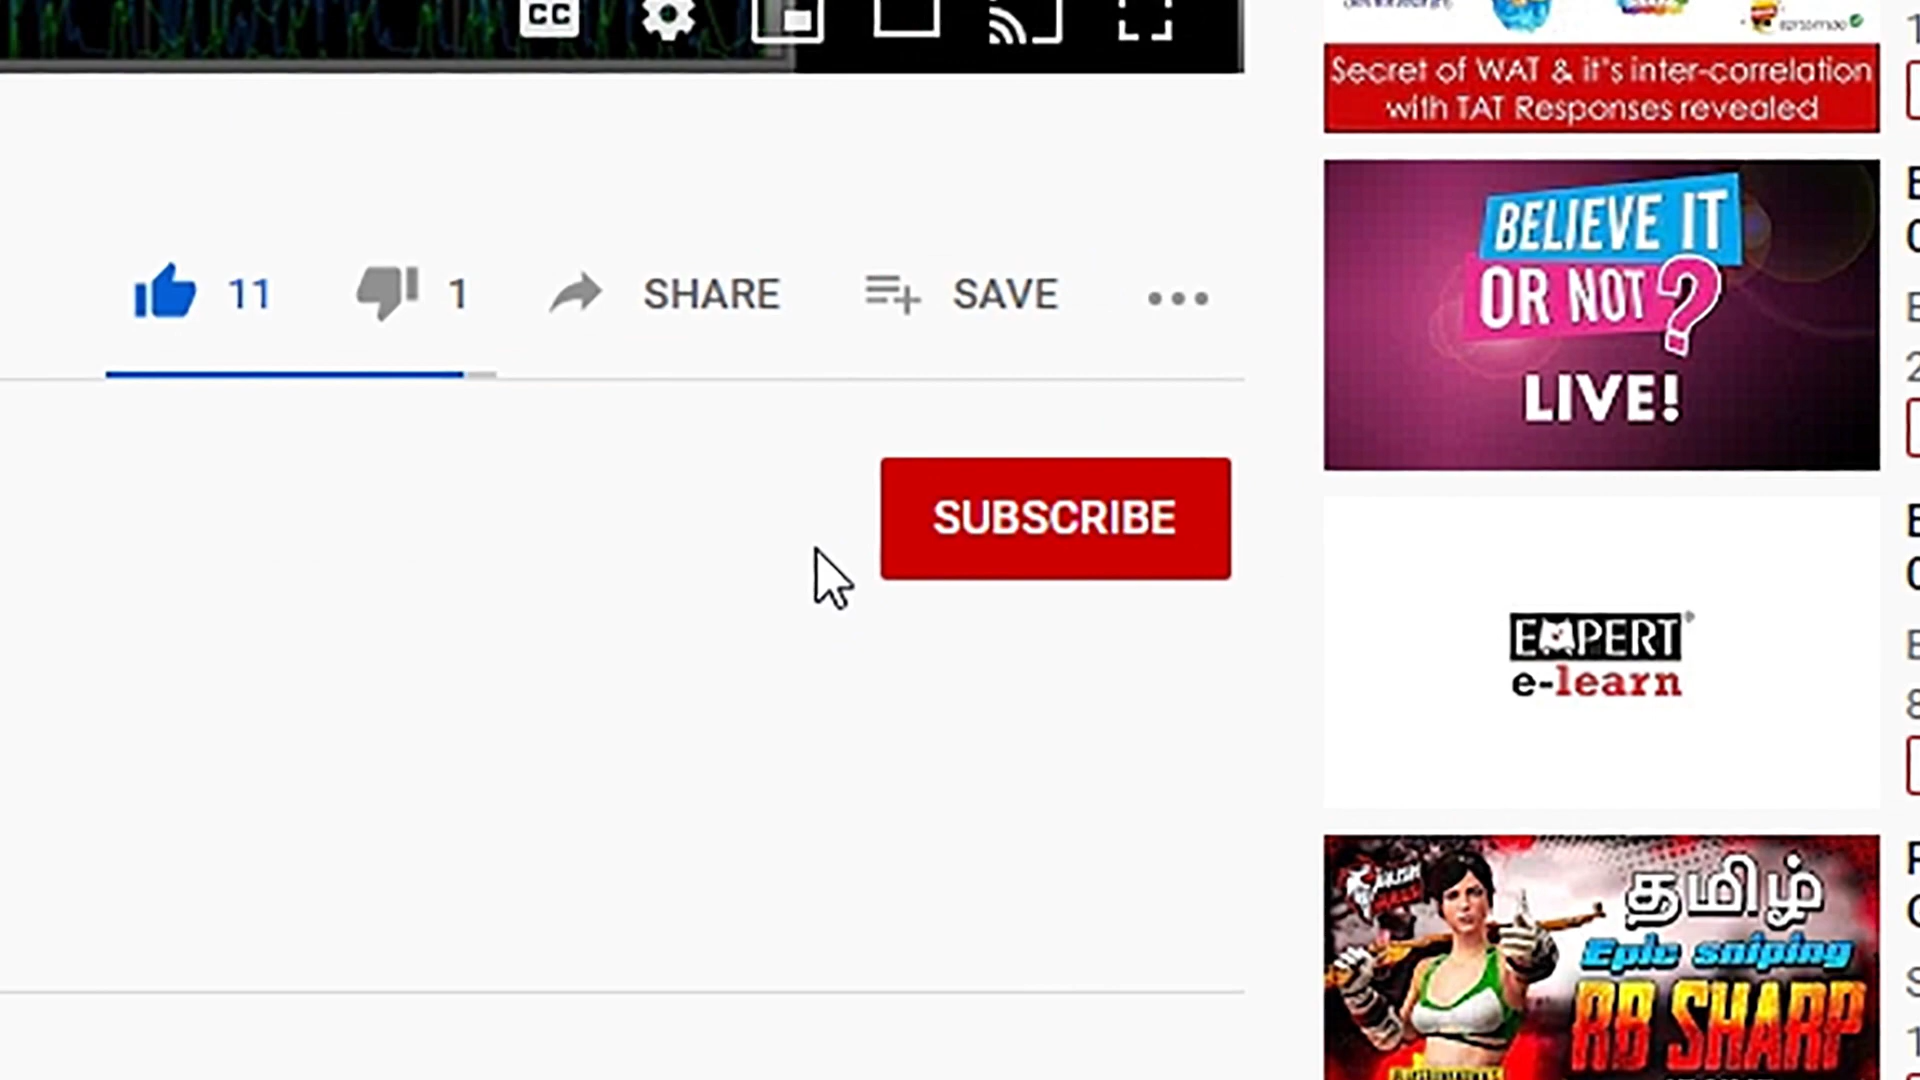 CC
Secret of WAT & it's inter-correlation
with TAT Responses revealed
BELIEVE IT
OR NOT?
LIVE!
11
1
SHARE
SAVE
SUBSCRIBE
EXPERT
e-learn
தமிழ்
Epic sniping
RB SHARP